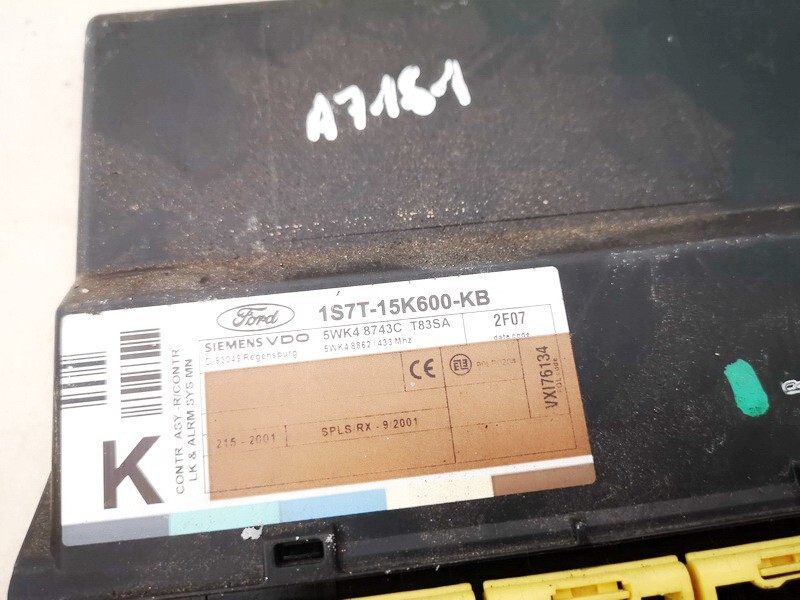 A7151
Ford
1S7T-15K600-KB
SIEMENS VDO
5WK4 8743C T83SA
2F07
D-93049 Regensburg
5WK4 8862 / 433 Mhz
date code
CE
VXI76134
CONTR ASY-R/CONTR
LK & ALRM SYS MN
K
215 - 2001
SPLS/RX - 9/2001